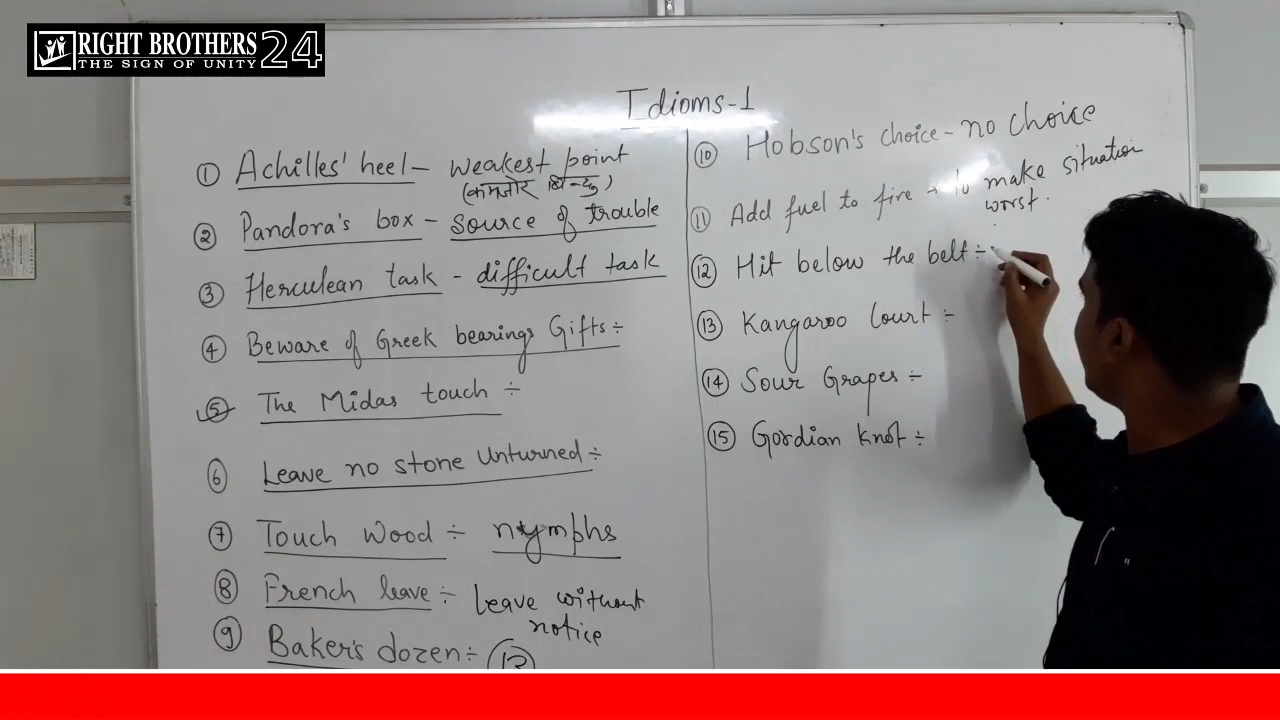 RIGHT BROTHERS 24
THE SIGN OF UNITY
Idioms-1
① Achilles' heel - weakest point
(कमजोर
② Pandora's box - source of trouble
③ Herculean task - difficult task
④ Beware of Greek bearings Gifts ÷
⑤ The Midas touch ÷
⑥ Leave no stone unturned ÷
⑦ Touch Wood ÷ nymphs
⑧ French leave ÷ leave without
notice
⑨ Baker's dozen ÷ 13
⑩ Hobson's choice - no choice
⑪ Add fuel to fire → to make situation
worst.
⑫ Hit below the belt ÷
⑬ Kangaroo Court ÷
⑭ Sour Grapes ÷
⑮ Gordian knot ÷